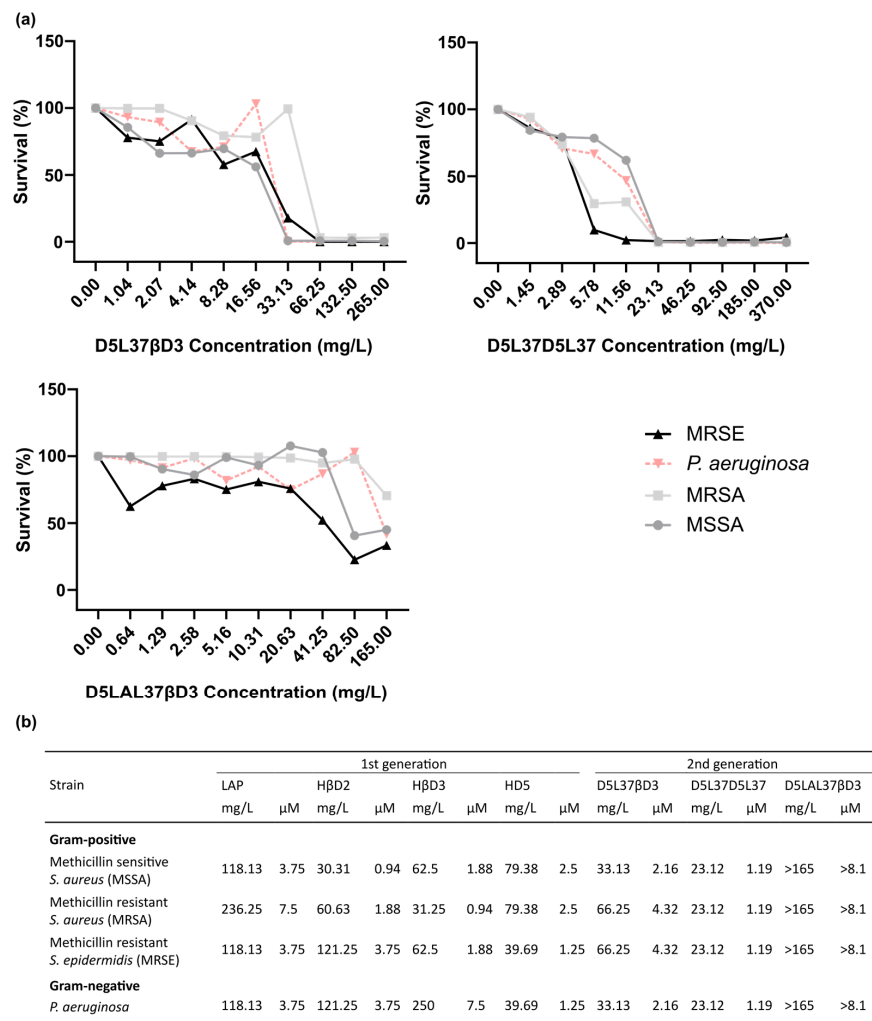 (a)
150
100
50
0
Survival (%)
0.00 1.04 2.07 4.14 8.28 16.56 33.13 66.25 132.50 265.00
D5L37βD3 Concentration (mg/L)
150
100
50
0
Survival (%)
0.00 1.45 2.89 5.78 11.56 23.13 46.25 92.50 185.00 370.00
D5L37D5L37 Concentration (mg/L)
150
100
50
0
Survival (%)
0.00 0.64 1.29 2.58 5.16 10.31 20.63 41.25 82.50 165.00
D5LAL37βD3 Concentration (mg/L)
MRSE
P. aeruginosa
MRSA
MSSA
(b)
1st generation 2nd generation
Strain LAP HβD2 HβD3 HD5 D5L37βD3 D5L37D5L37 D5LAL37βD3
mg/L μM mg/L μM mg/L μM mg/L μM mg/L μM mg/L μM mg/L μM
Gram-positive
Methicillin sensitive
S. aureus (MSSA) 118.13 3.75 30.31 0.94 62.5 1.88 79.38 2.5 33.13 2.16 23.12 1.19 >165 >8.1
Methicillin resistant
S. aureus (MRSA) 236.25 7.5 60.63 1.88 31.25 0.94 79.38 2.5 66.25 4.32 23.12 1.19 >165 >8.1
Methicillin resistant
S. epidermidis (MRSE) 118.13 3.75 121.25 3.75 62.5 1.88 39.69 1.25 66.25 4.32 23.12 1.19 >165 >8.1
Gram-negative
P. aeruginosa 118.13 3.75 121.25 3.75 250 7.5 39.69 1.25 33.13 2.16 23.12 1.19 >165 >8.1